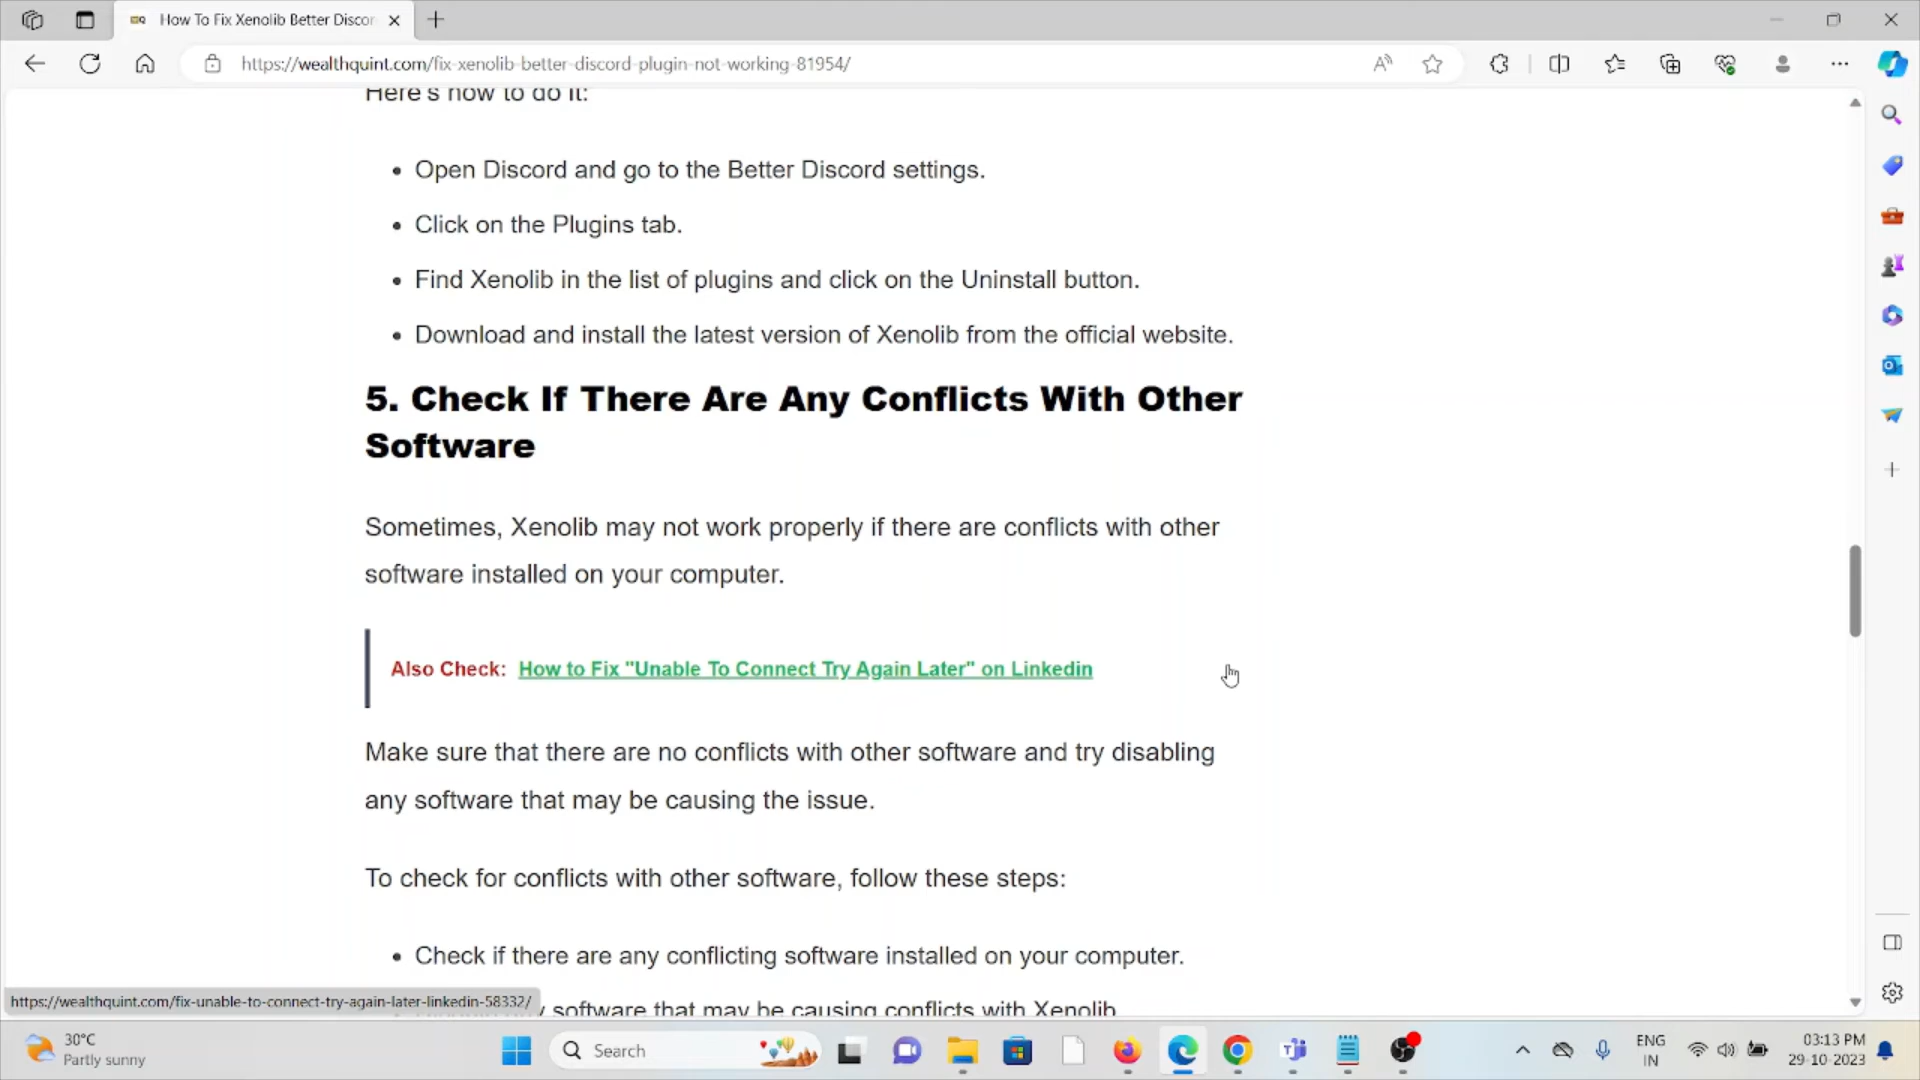 How To Fix Xenolib Better Discor
https://wealthquint.com/fix-xenolib-better-discord-plugin-not-working-81954/
Here's how to do it:
• Open Discord and go to the Better Discord settings.
• Click on the Plugins tab.
• Find Xenolib in the list of plugins and click on the Uninstall button.
• Download and install the latest version of Xenolib from the official website.
5. Check If There Are Any Conflicts With Other
Software
Sometimes, Xenolib may not work properly if there are conflicts with other
software installed on your computer.
Also Check: How to Fix "Unable To Connect Try Again Later" on Linkedin
Make sure that there are no conflicts with other software and try disabling
any software that may be causing the issue.
To check for conflicts with other software, follow these steps:
• Check if there are any conflicting software installed on your computer.
software that may be causing conflicts with Xenolib.
https://wealthquint.com/fix-unable-to-connect-try-again-later-linkedin-58332/
30°C
Partly sunny
Search
ENG
IN
03:13 PM
29-10-2023